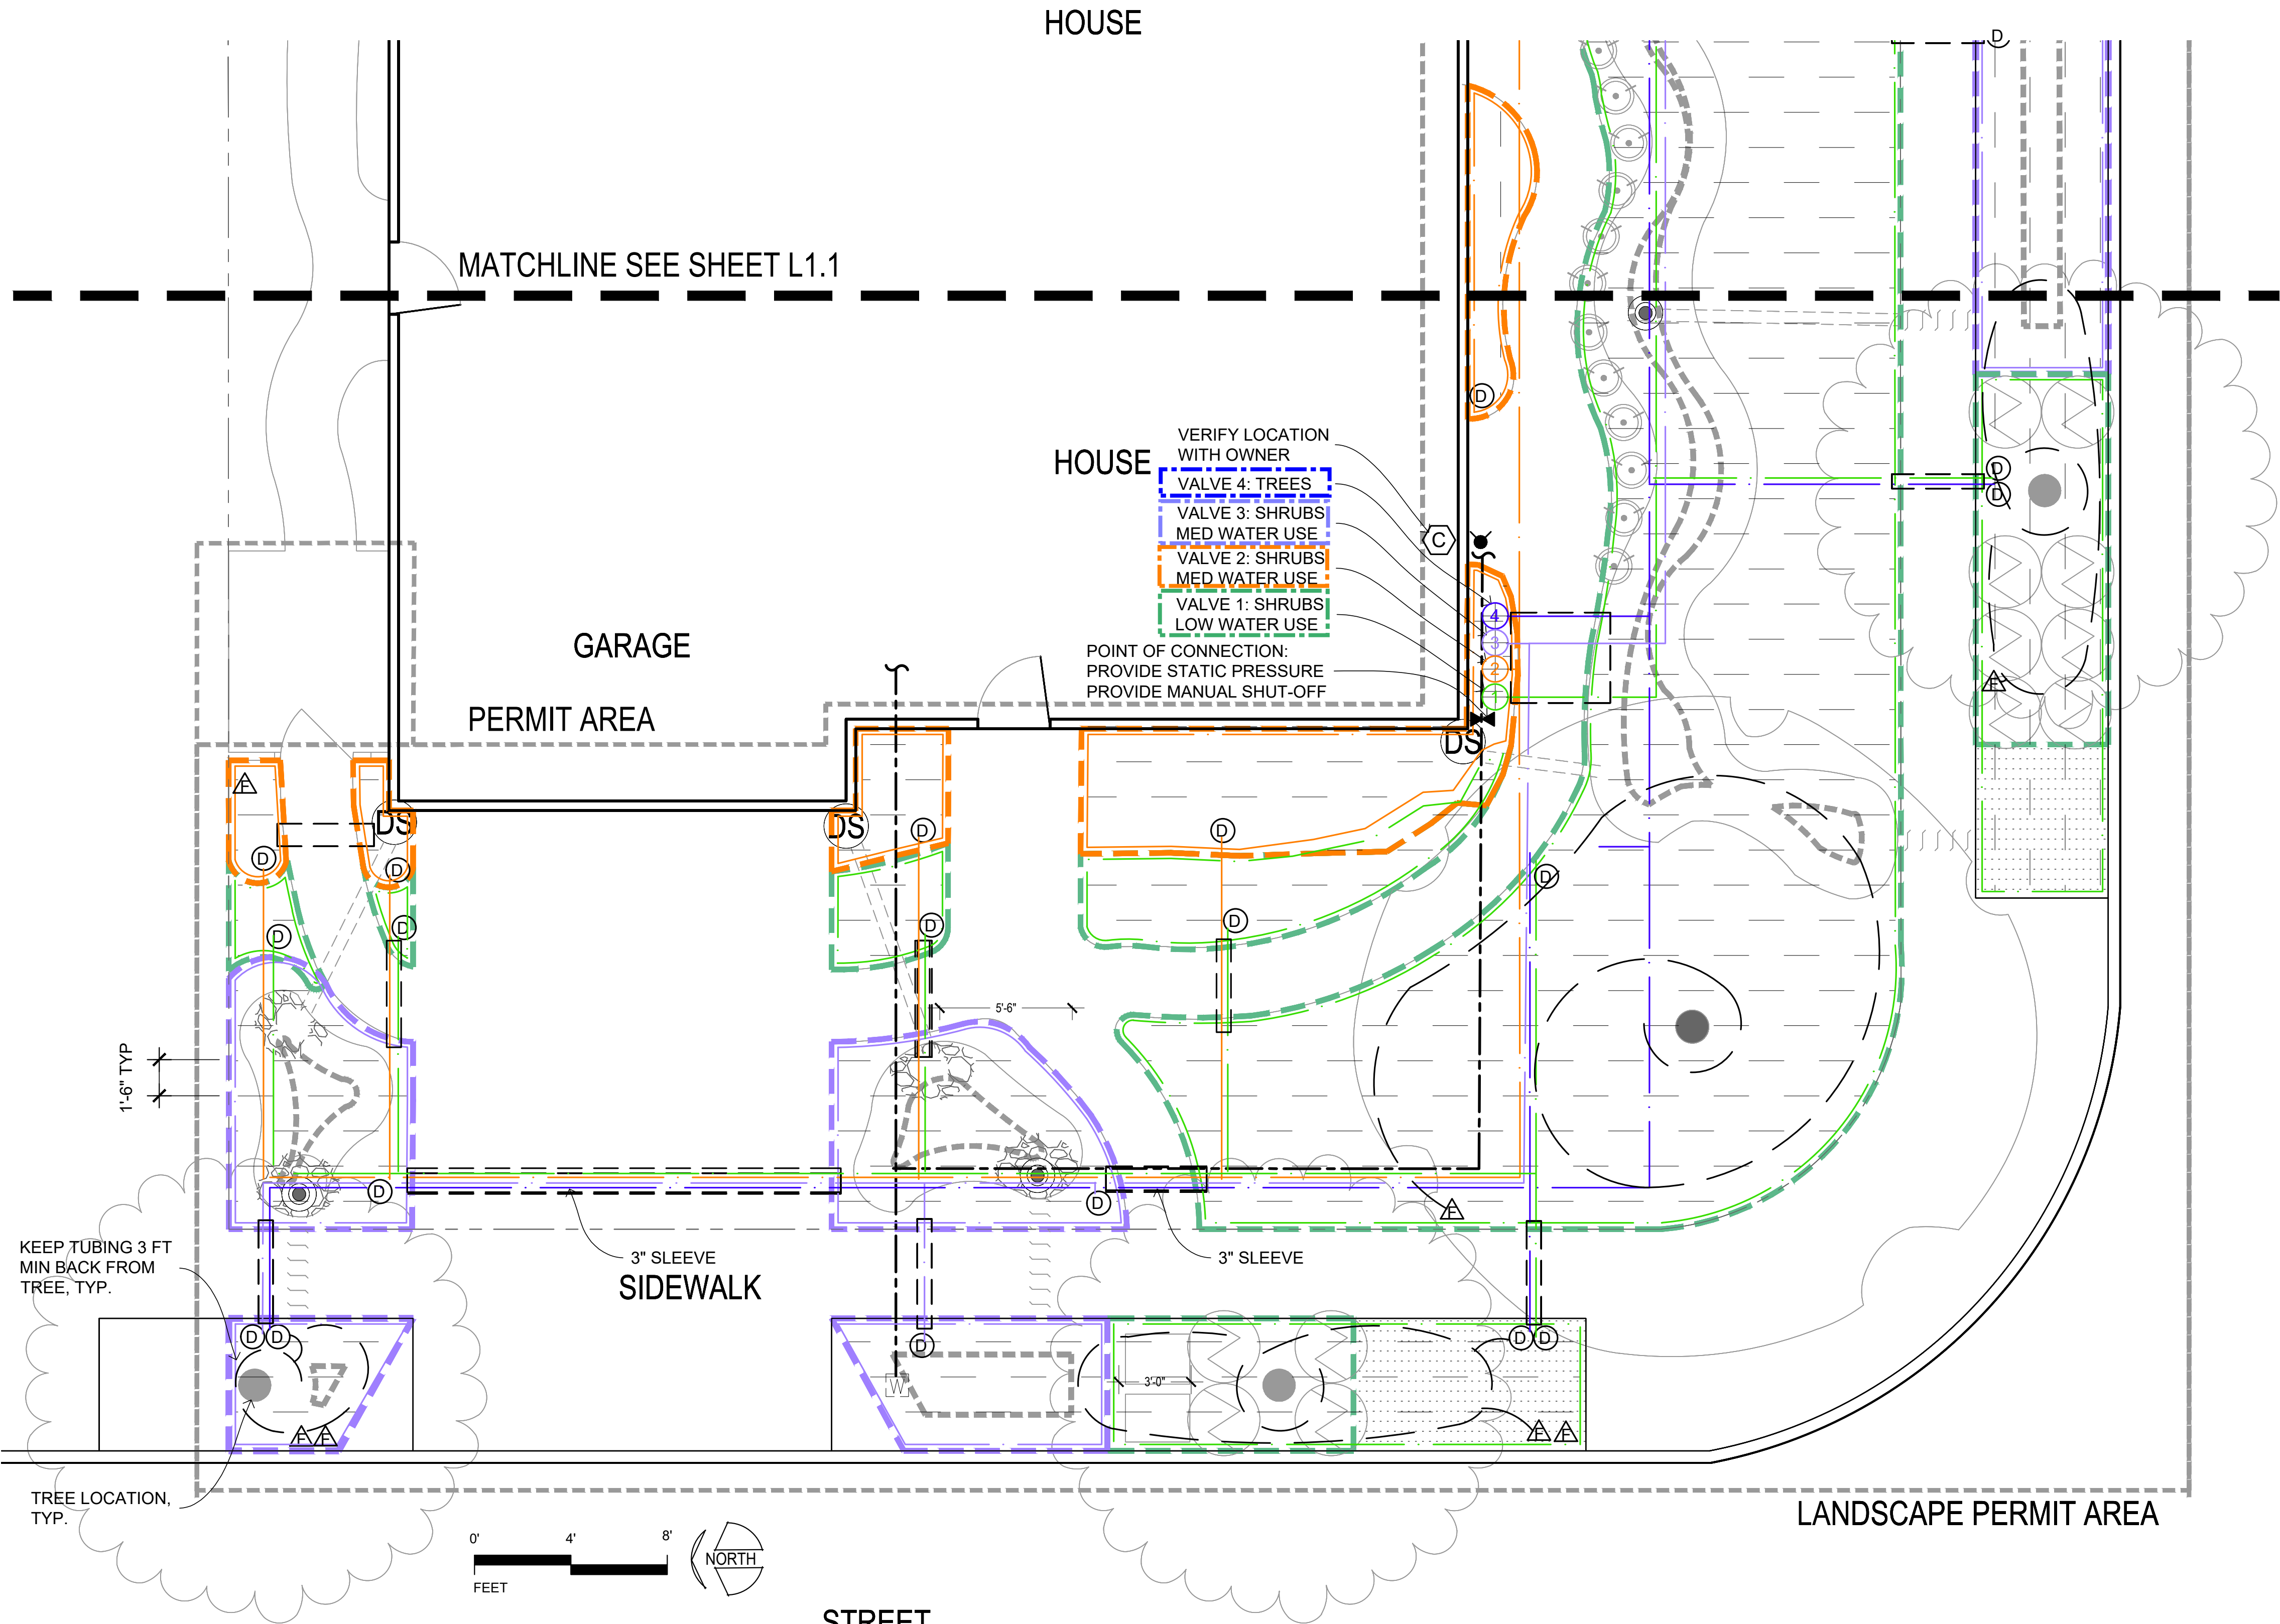 HOUSE
D
MATCHLINE SEE SHEET L1.1
D
VERIFY LOCATION
WITH OWNER
HOUSE
VALVE 4: TREES
VALVE 3: SHRUBS
MED WATER USE
VALVE 2: SHRUBS
MED WATER USE
VALVE 1: SHRUBS
LOW WATER USE
C
D
D
4
3
2
1
POINT OF CONNECTION:
PROVIDE STATIC PRESSURE
PROVIDE MANUAL SHUT-OFF
GARAGE
F
PERMIT AREA
DS
F
DS
DS
D
D
D
D
D
D
D
D
D
D
5'-6"
1'-6" TYP
D
D
F
KEEP TUBING 3 FT
MIN BACK FROM
TREE, TYP.
3" SLEEVE
3" SLEEVE
SIDEWALK
D D
D
D D
W
3'-0"
F F
F F
TREE LOCATION,
TYP.
LANDSCAPE PERMIT AREA
0' 4' 8'
FEET
NORTH
STREET